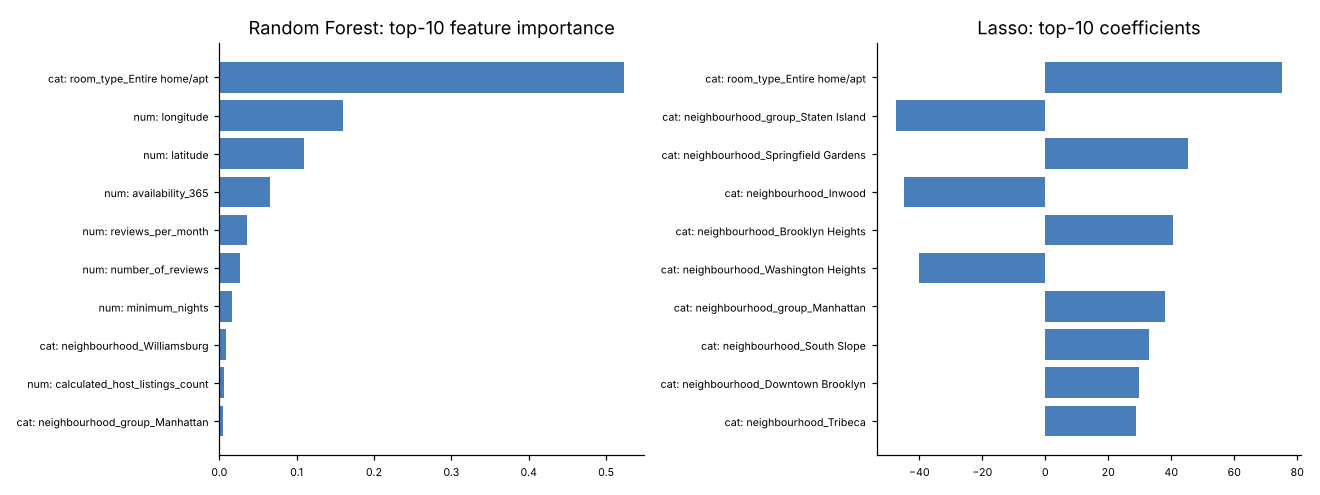 Random Forest: top-10 feature importance
cat: room_type_Entire home/apt
num: longitude
num: latitude
num: availability_365
num: reviews_per_month
num: number_of_reviews
num: minimum_nights
cat: neighbourhood_Williamsburg
num: calculated_host_listings_count
cat: neighbourhood_group_Manhattan
0.0 0.1 0.2 0.3 0.4 0.5
Lasso: top-10 coefficients
cat: room_type_Entire home/apt
cat: neighbourhood_group_Staten Island
cat: neighbourhood_Springfield Gardens
cat: neighbourhood_Inwood
cat: neighbourhood_Brooklyn Heights
cat: neighbourhood_Washington Heights
cat: neighbourhood_group_Manhattan
cat: neighbourhood_South Slope
cat: neighbourhood_Downtown Brooklyn
cat: neighbourhood_Tribeca
−40 −20 0 20 40 60 80